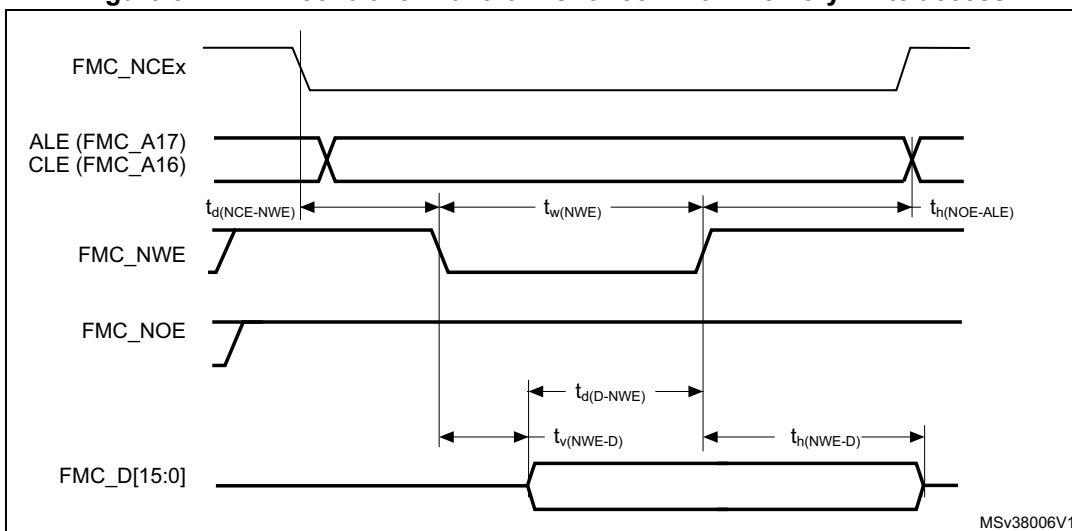 FMC_NCEx
ALE (FMC_A17)
CLE (FMC_A16)
td(NCE-NWE)
tw(NWE)
th(NOE-ALE)
FMC_NWE
FMC_NOE
td(D-NWE)
tv(NWE-D)
th(NWE-D)
FMC_D[15:0]
MSv38006V1